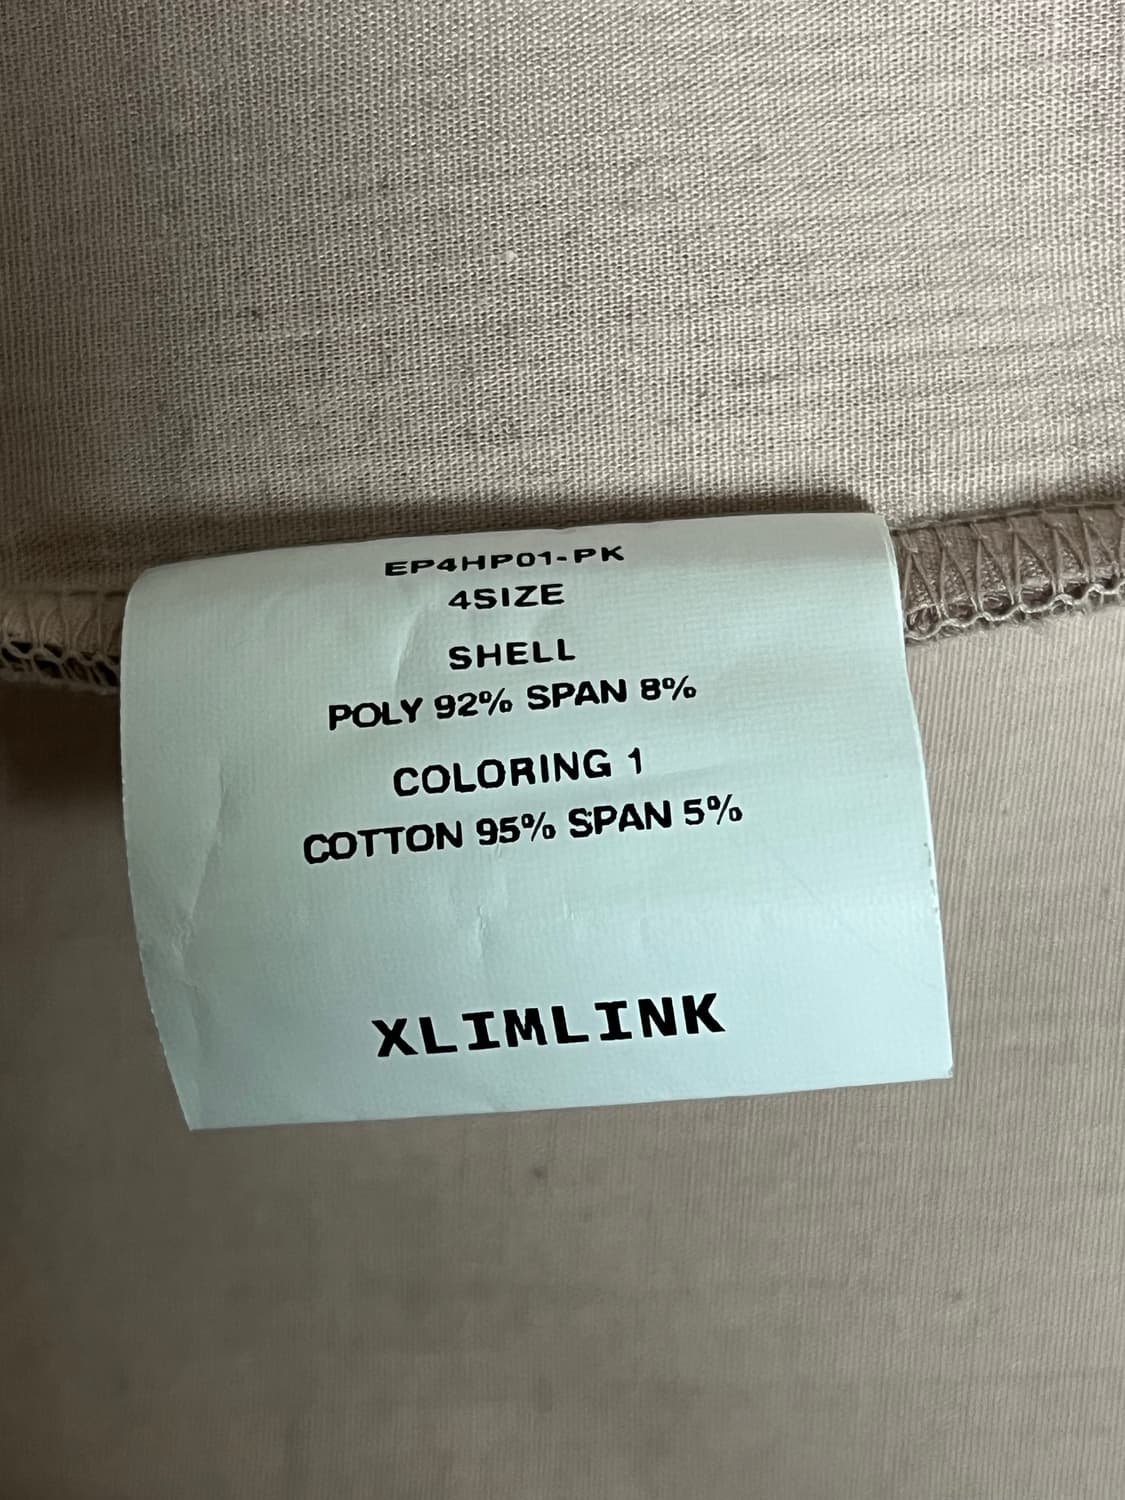 EP4HP01-PK
4SIZE
SHELL
POLY 92% SPAN 8%
COLORING 1
COTTON 95% SPAN 5%
XLIMLINK